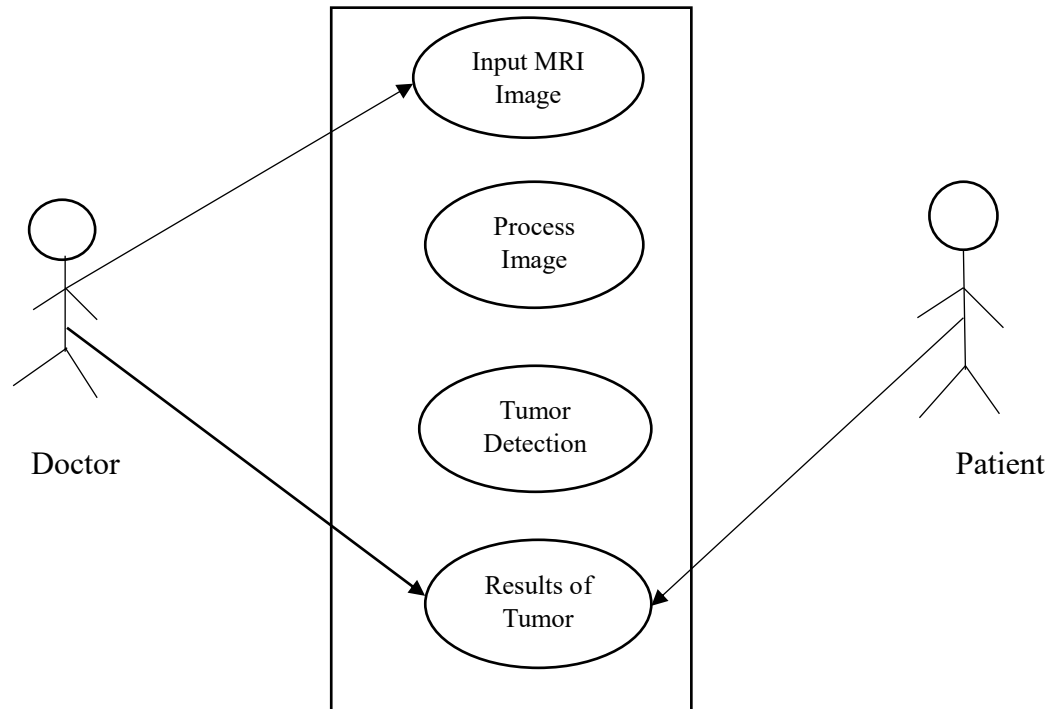 Input MRI
Image
Process
Image
Tumor
Detection
Doctor
Patient
Results of
Tumor